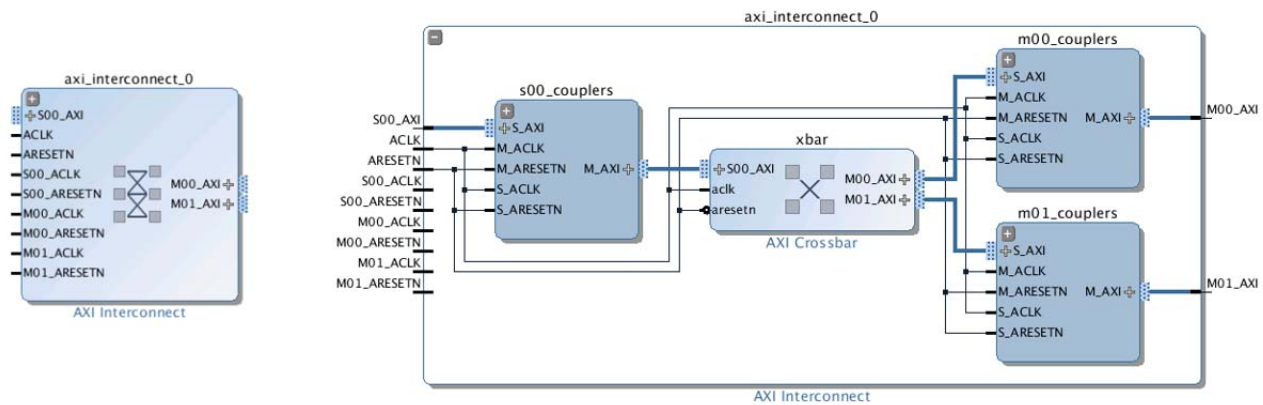 axi_interconnect_0
S00_AXI
ACLK
ARESETN
S00_ACLK
S00_ARESETN
M00_ACLK
M00_ARESETN
M01_ACLK
M01_ARESETN
M00_AXI
M01_AXI
AXI Interconnect
axi_interconnect_0
S00_AXI
ACLK
ARESETN
S00_ACLK
S00_ARESETN
M00_ACLK
M00_ARESETN
M01_ACLK
M01_ARESETN
s00_couplers
S_AXI
M_ACLK
M_ARESETN
S_ACLK
S_ARESETN
M_AXI
xbar
S00_AXI
aclk
aresetn
M00_AXI
M01_AXI
AXI Crossbar
m00_couplers
S_AXI
M_ACLK
M_ARESETN
S_ACLK
S_ARESETN
M_AXI
M00_AXI
m01_couplers
S_AXI
M_ACLK
M_ARESETN
S_ACLK
S_ARESETN
M_AXI
M01_AXI
AXI Interconnect